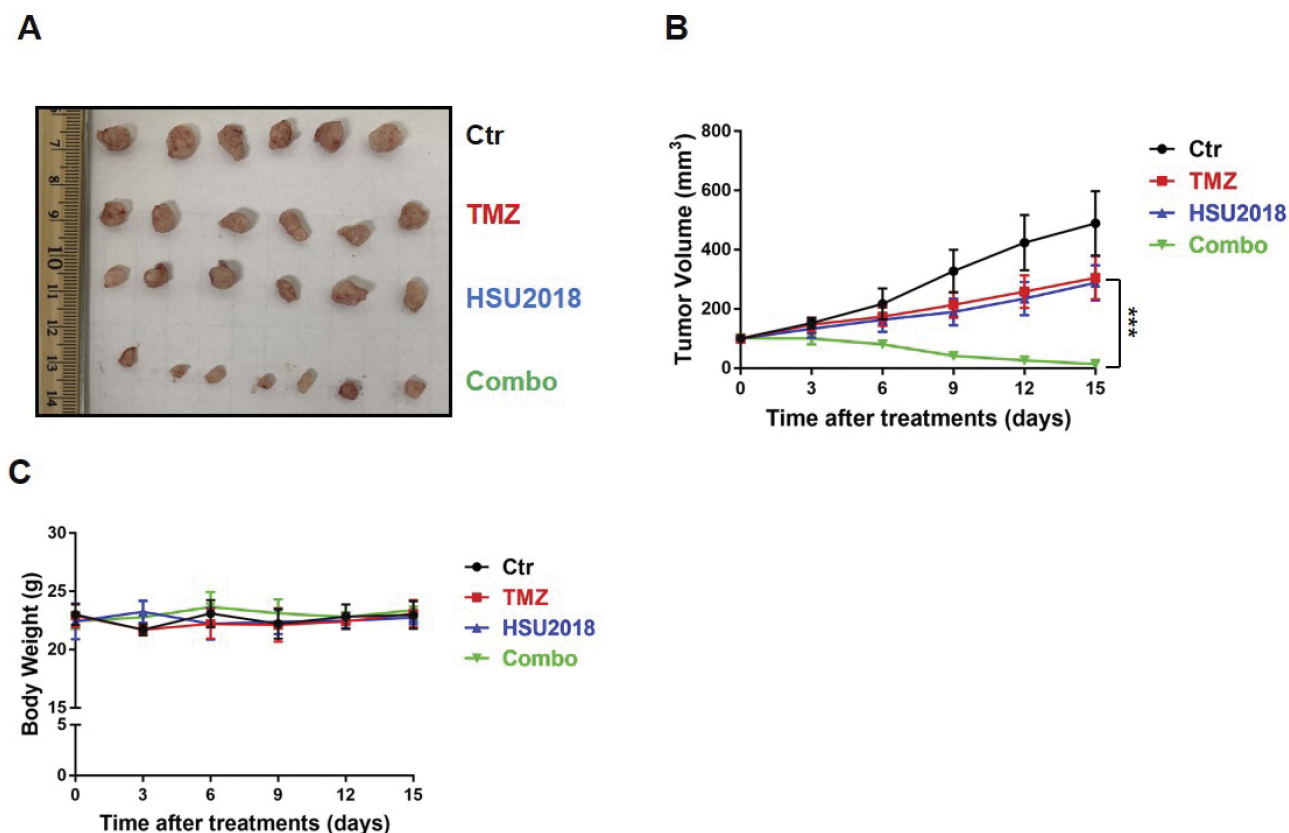 A
6
7
8
9
10
11
12
13
14
Ctr
TMZ
HSU2018
Combo
B
Tumor Volume (mm³)
800
600
400
200
0
0 3 6 9 12 15
Time after treatments (days)
Ctr
TMZ
HSU2018
Combo
***
C
Body Weight (g)
30
25
20
15
5
0
0 3 6 9 12 15
Time after treatments (days)
Ctr
TMZ
HSU2018
Combo